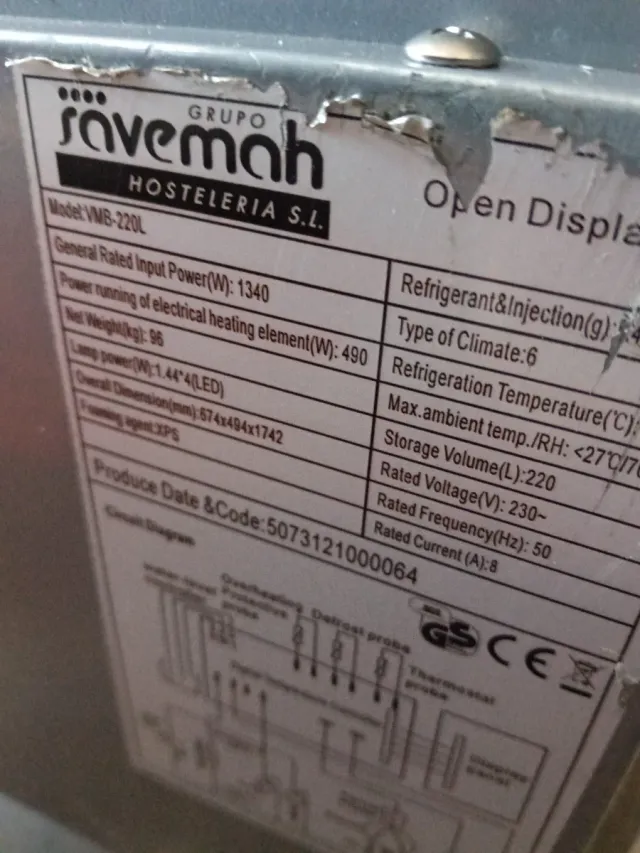 GRUPO
savemah
HOSTELERIA S.L.
Open Displa
Model:VMB-220L
General Rated Input Power(W): 1340
Power running of electrical heating element(W): 490
Net Weight(kg): 96
Lamp power(W):1.44*4(LED)
Overall Dimension(mm):674x494x1742
Foaming agent:XPS
Refrigerant&Injection(g):
Type of Climate:6
Refrigeration Temperature(℃):
Max.ambient temp./RH: <27℃/7
Storage Volume(L):220
Rated Voltage(V): 230~
Rated Frequency(Hz): 50
Rated Current (A):8
Produce Date &Code:5073121000064
Circuit Diagram
Overheating
Protective
probe
Defrost probe
Thermostat
probe
GS CE
Display
panel